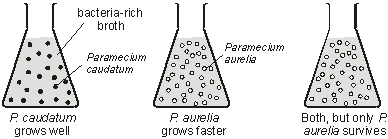 bacteria-rich
broth
Paramecium
caudatum
Paramecium
aurelia
P. caudatum
grows well
P. aurelia
grows faster
Both, but only P.
aurelia survives